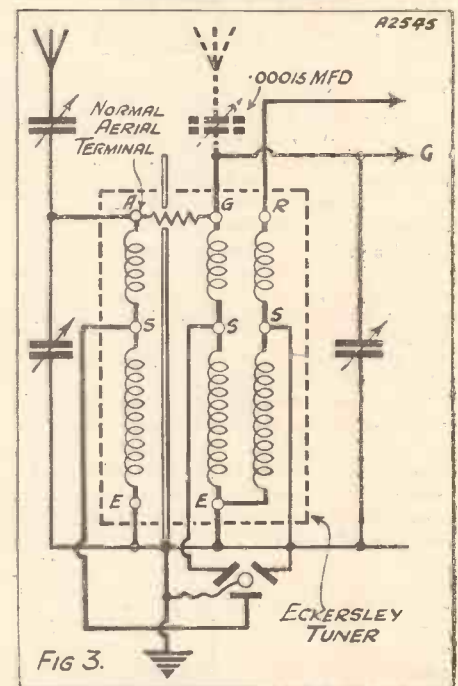 A2545
.00015 MFD
NORMAL
AERIAL
TERMINAL
G
A
G
R
S
S
S
E
E
ECKERSLEY
TUNER
FIG 3.